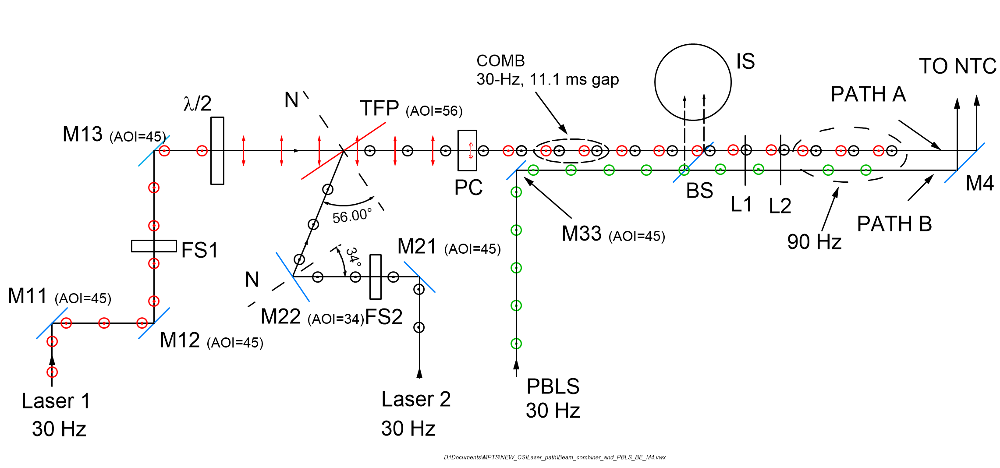 COMB
30-Hz, 11.1 ms gap
IS
TO NTC
λ/2
N
TFP (AOI=56)
PATH A
M13 (AOI=45)
PC
BS
M4
L1
L2
56.00°
PATH B
M33 (AOI=45)
90 Hz
FS1
M21 (AOI=45)
34°
N
M11 (AOI=45)
M22 (AOI=34)
FS2
M12 (AOI=45)
PBLS
30 Hz
Laser 1
30 Hz
Laser 2
30 Hz
D:\Documents\MPTS\NEW_CS\Laser_path\Beam_combiner_and_PBLS_BE_M4.vwx